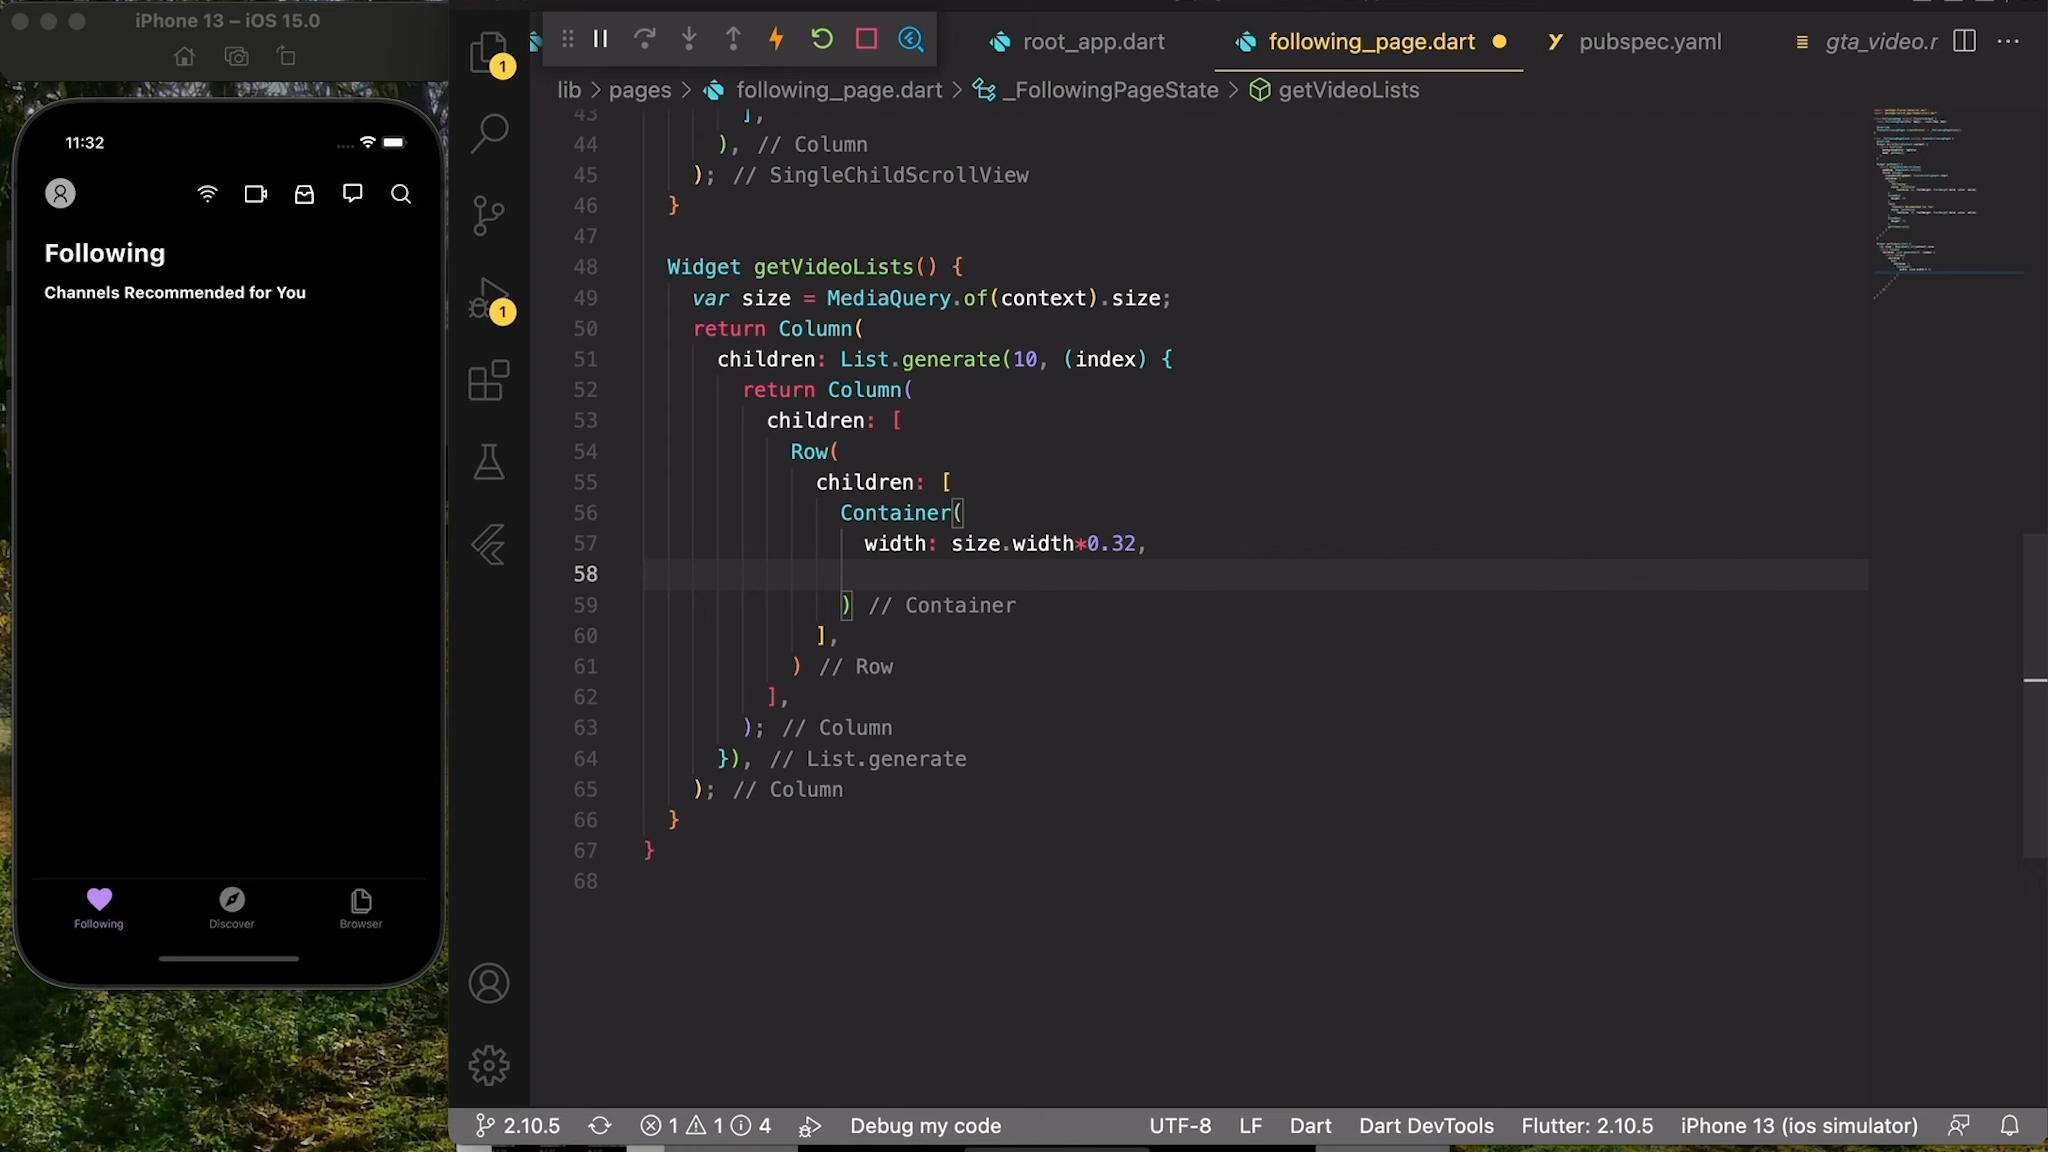 iPhone 13 – iOS 15.0
11:32
Following
Channels Recommended for You
Following
Discover
Browser
1
1
root_app.dart
following_page.dart
pubspec.yaml
gta_video.r
lib > pages > following_page.dart > _FollowingPageState > getVideoLists
43 ],
44 ), // Column
45 ); // SingleChildScrollView
46 }
47
48 Widget getVideoLists() {
49 var size = MediaQuery.of(context).size;
50 return Column(
51 children: List.generate(10, (index) {
52 return Column(
53 children: [
54 Row(
55 children: [
56 Container(
57 width: size.width*0.32,
58
59 ) // Container
60 ],
61 ) // Row
62 ],
63 ); // Column
64 }), // List.generate
65 ); // Column
66 }
67 }
68
2.10.5 1 1 4 Debug my code UTF-8 LF Dart Dart DevTools Flutter: 2.10.5 iPhone 13 (ios simulator)